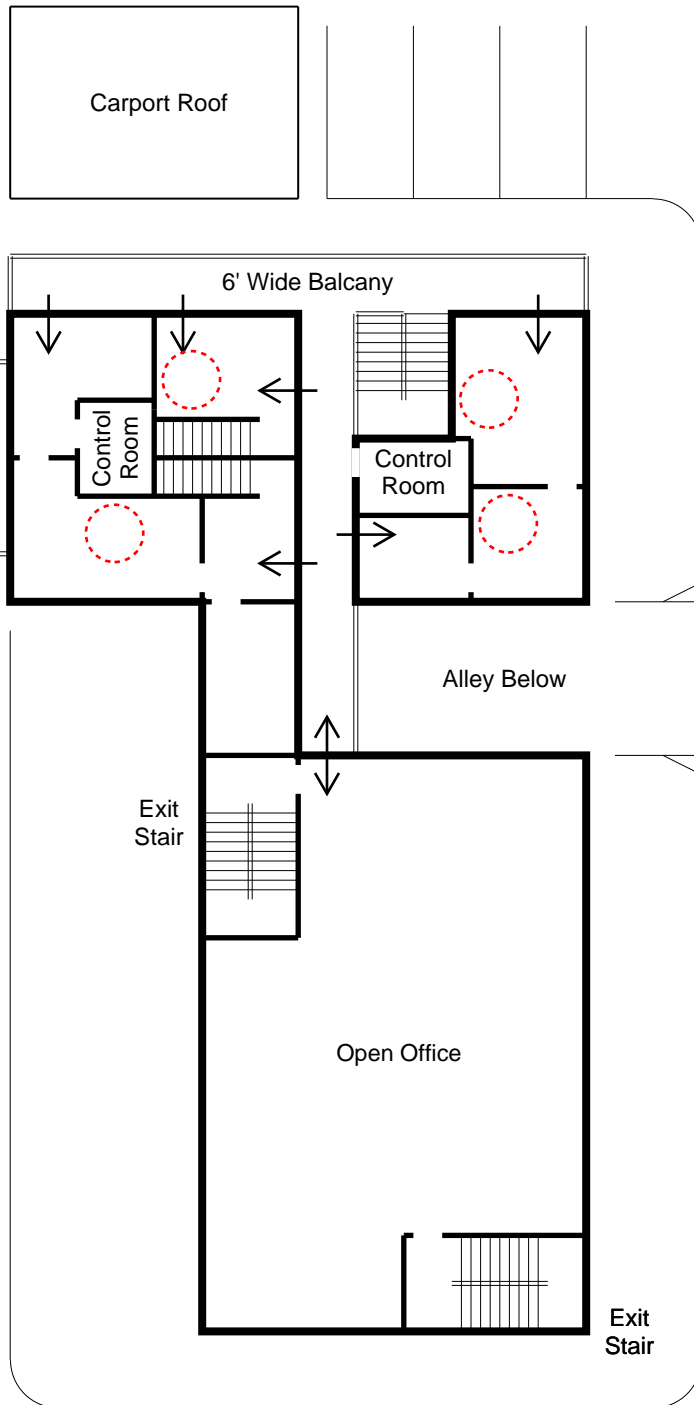 Carport Roof
6' Wide Balcany
Control
Room
Control
Room
Alley Below
Exit
Stair
Open Office
Exit
Stair